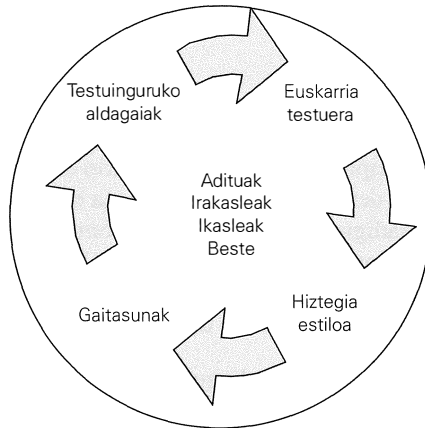 Testuinguruko
aldagaiak
Euskarria
testuera
Adituak
Irakasleak
Ikasleak
Beste
Gaitasunak
Hiztegia
estiloa